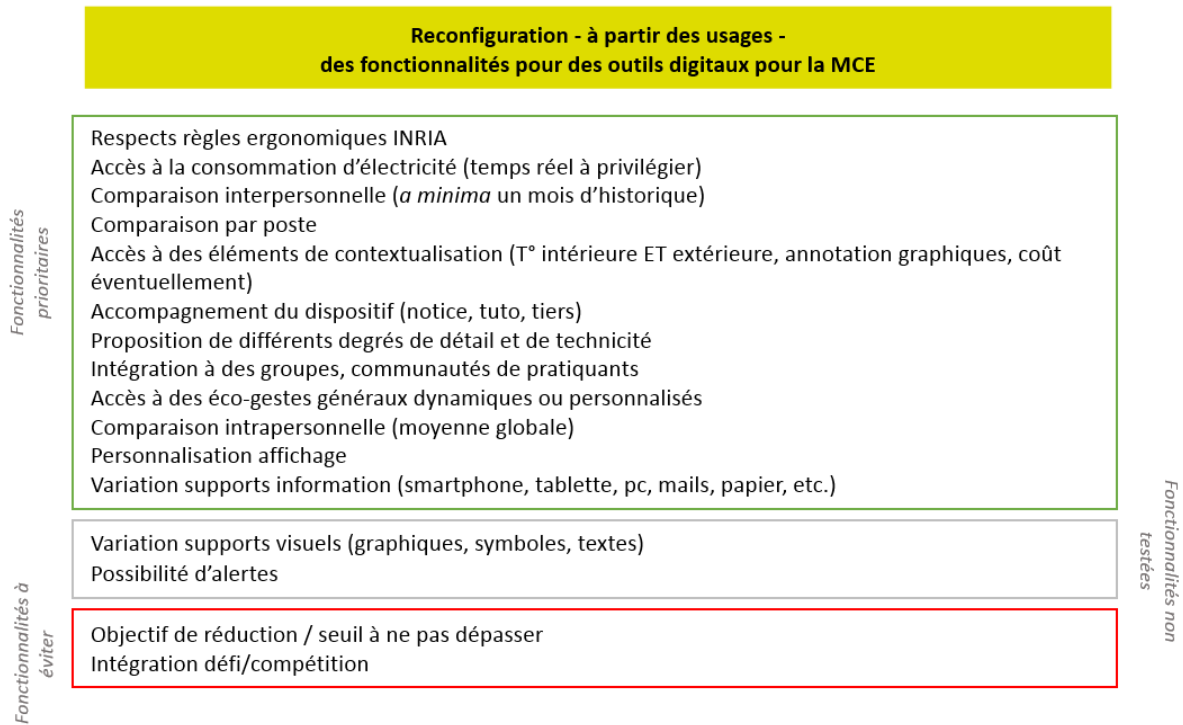 Reconfiguration - à partir des usages -
des fonctionnalités pour des outils digitaux pour la MCE
Fonctionnalités
prioritaires
Respects règles ergonomiques INRIA
Accès à la consommation d’électricité (temps réel à privilégier)
Comparaison interpersonnelle (a minima un mois d’historique)
Comparaison par poste
Accès à des éléments de contextualisation (T° intérieure ET extérieure, annotation graphiques, coût
éventuellement)
Accompagnement du dispositif (notice, tuto, tiers)
Proposition de différents degrés de détail et de technicité
Intégration à des groupes, communautés de pratiquants
Accès à des éco-gestes généraux dynamiques ou personnalisés
Comparaison intrapersonnelle (moyenne globale)
Personnalisation affichage
Variation supports information (smartphone, tablette, pc, mails, papier, etc.)
Variation supports visuels (graphiques, symboles, textes)
Possibilité d’alertes
Fonctionnalités non
testées
Fonctionnalités à
éviter
Objectif de réduction / seuil à ne pas dépasser
Intégration défi/compétition